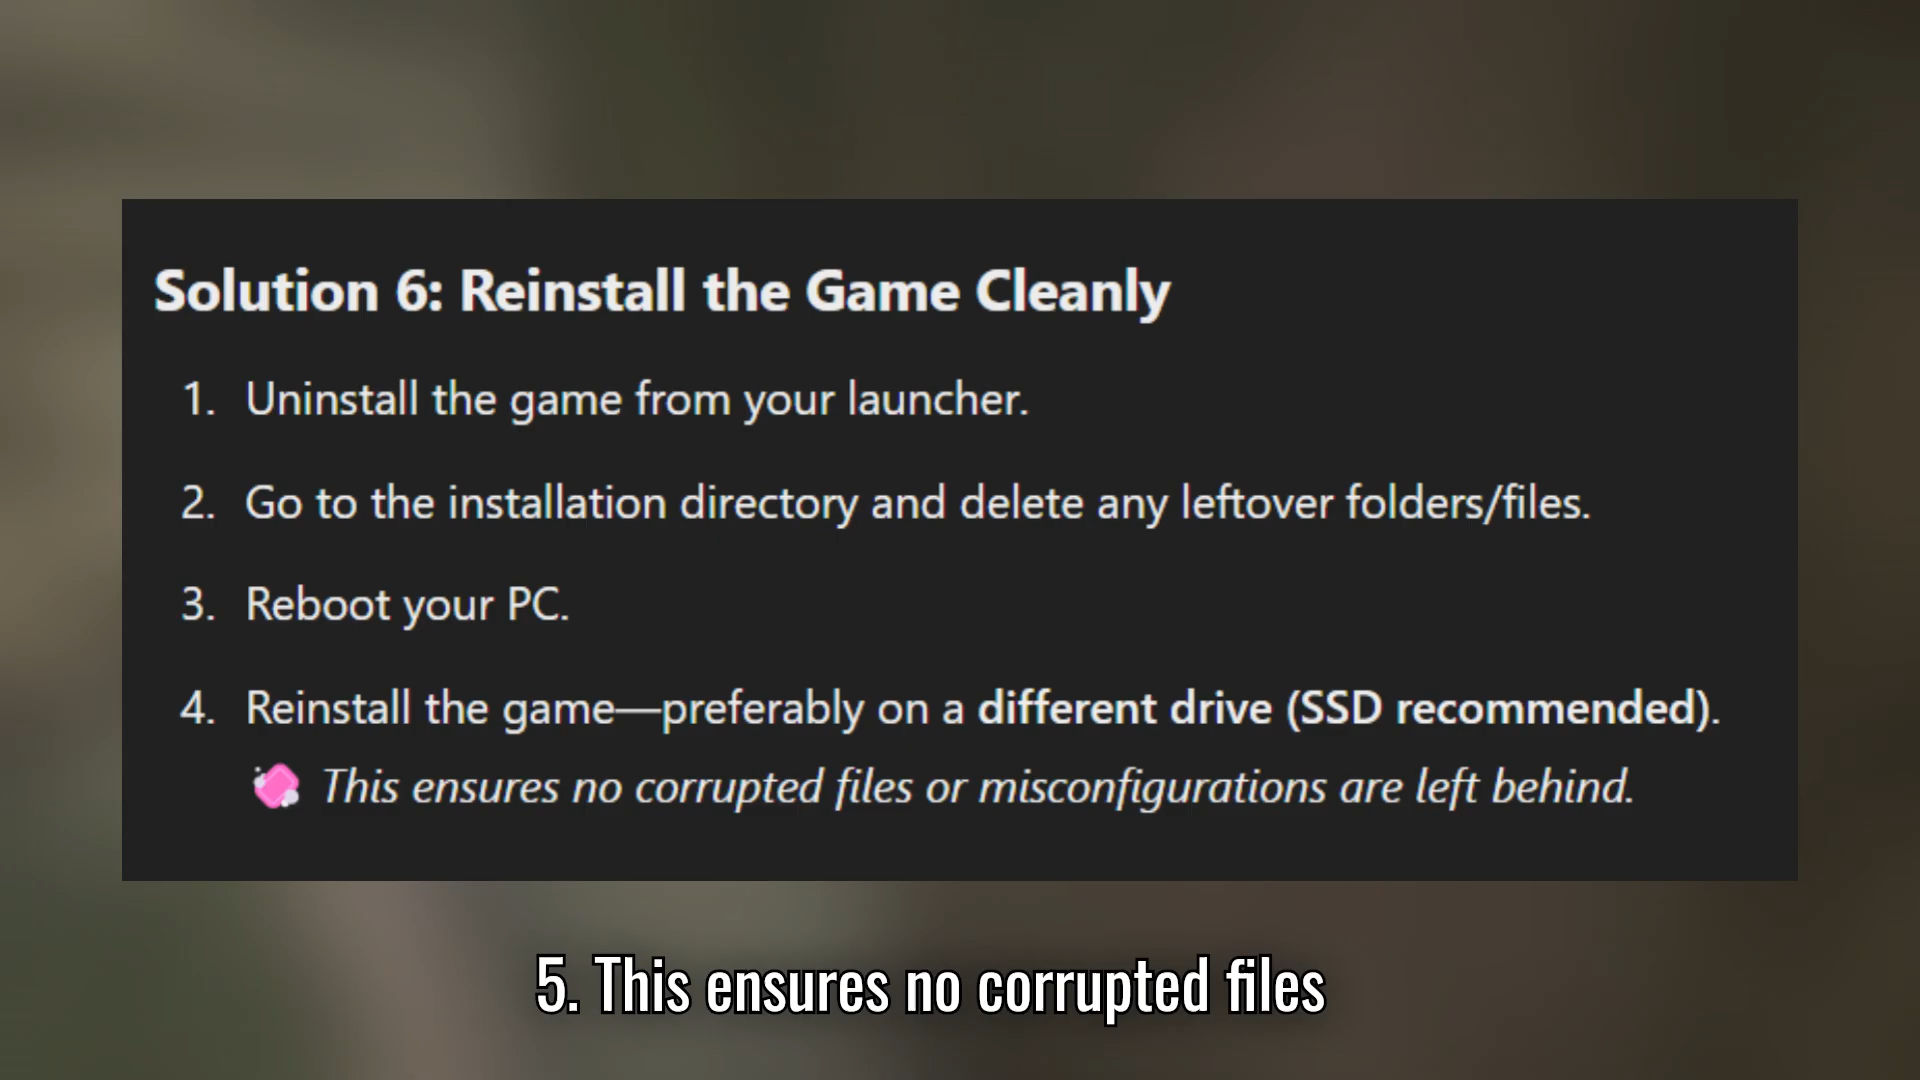 Solution 6: Reinstall the Game Cleanly
1. Uninstall the game from your launcher.
2. Go to the installation directory and delete any leftover folders/files.
3. Reboot your PC.
4. Reinstall the game—preferably on a different drive (SSD recommended).
This ensures no corrupted files or misconfigurations are left behind.
5. This ensures no corrupted files